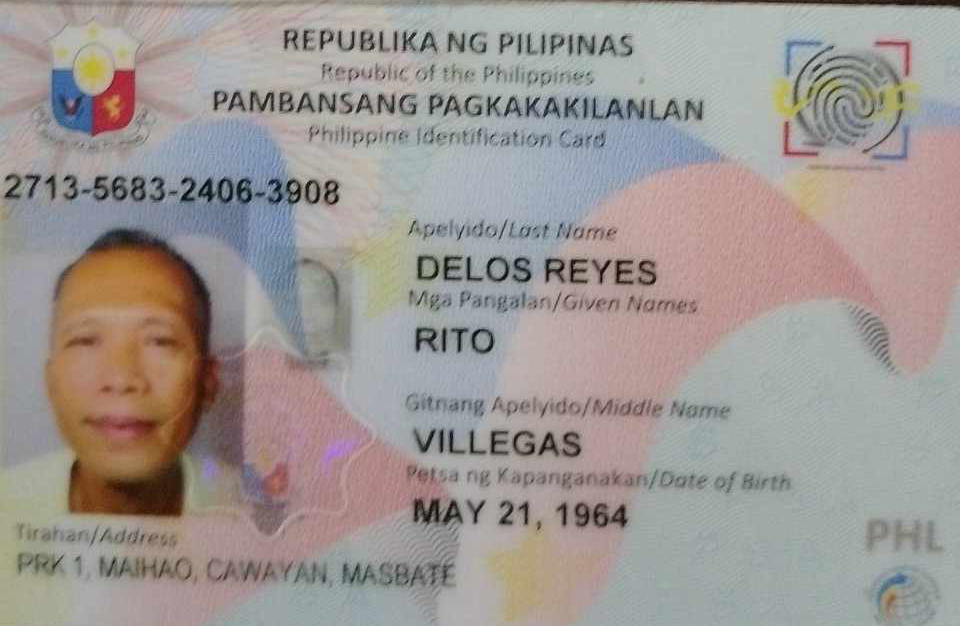 REPUBLIKA NG PILIPINAS
Republic of the Philippines
PAMBANSANG PAGKAKAKILANLAN
Philippine Identification Card
2713-5683-2406-3908
Apelyido/Last Name
DELOS REYES
Mga Pangalan/Given Names
RITO
Gitnang Apelyido/Middle Name
VILLEGAS
Petsa ng Kapanganakan/Date of Birth
MAY 21, 1964
Tirahan/Address
PRK 1, MAIHAO, CAWAYAN, MASBATE
PHL